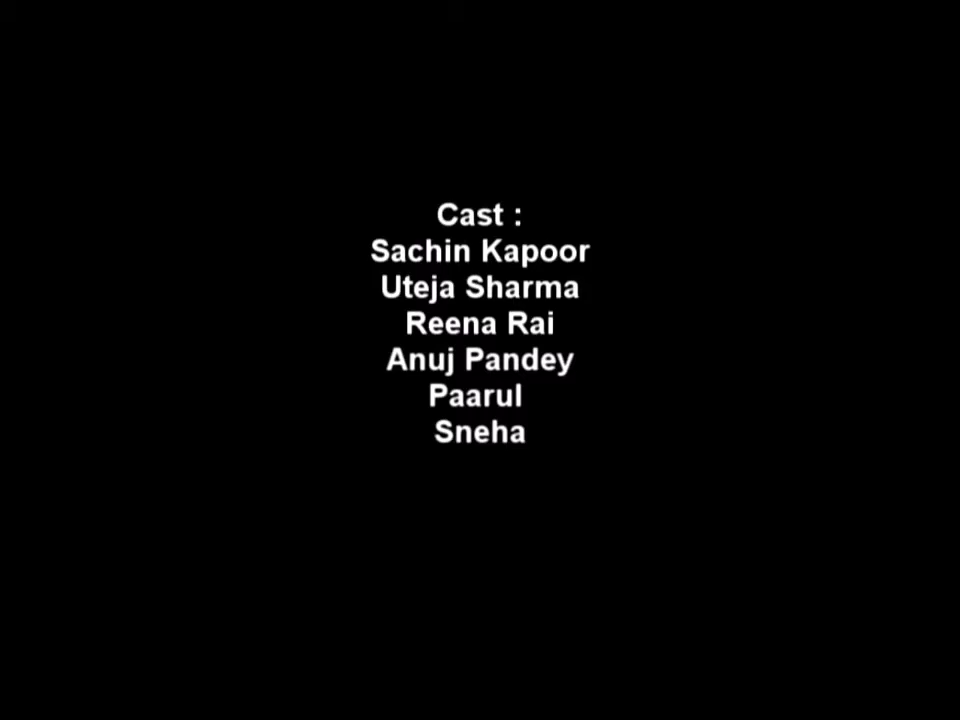 Cast :
Sachin Kapoor
Uteja Sharma
Reena Rai
Anuj Pandey
Paarul
Sneha